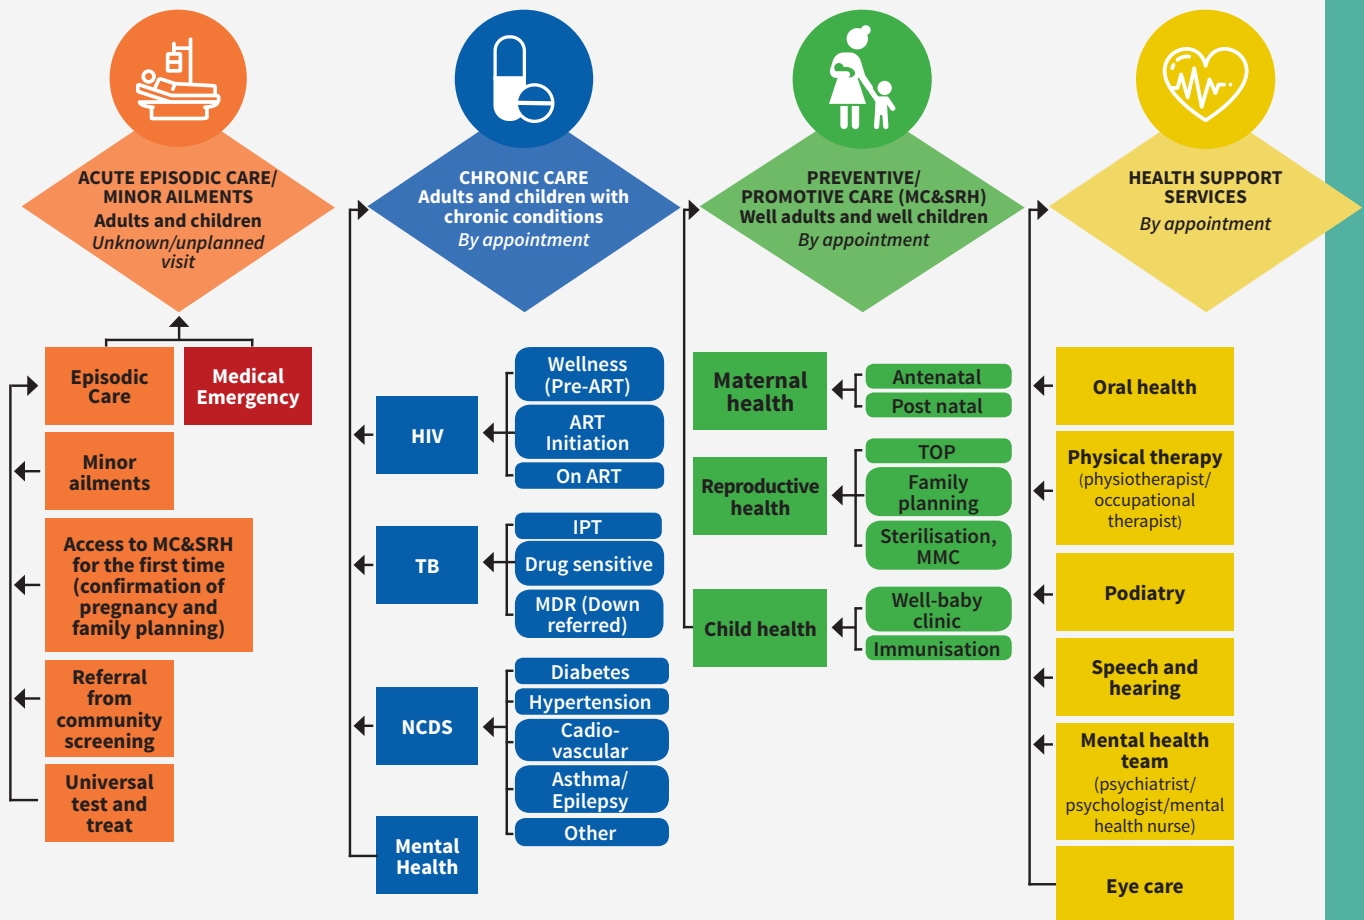 ACUTE EPISODIC CARE/
MINOR AILMENTS
Adults and children
Unknown/unplanned
visit
Episodic
Care
Medical
Emergency
Minor
ailments
Access to MC&SRH
for the first time
(confirmation of
pregnancy and
family planning)
Referral
from
community
screening
Universal
test and
treat
CHRONIC CARE
Adults and children with
chronic conditions
By appointment
HIV
Wellness
(Pre-ART)
ART
Initiation
On ART
TB
IPT
Drug sensitive
MDR (Down
referred)
NCDS
Diabetes
Hypertension
Cadio-
vascular
Asthma/
Epilepsy
Other
Mental
Health
PREVENTIVE/
PROMOTIVE CARE (MC&SRH)
Well adults and well children
By appointment
Maternal
health
Antenatal
Post natal
Reproductive
health
TOP
Family
planning
Sterilisation,
MMC
Child health
Well-baby
clinic
Immunisation
HEALTH SUPPORT
SERVICES
By appointment
Oral health
Physical therapy
(physiotherapist/
occupational
therapist)
Podiatry
Speech and
hearing
Mental health
team
(psychiatrist/
psychologist/mental
health nurse)
Eye care